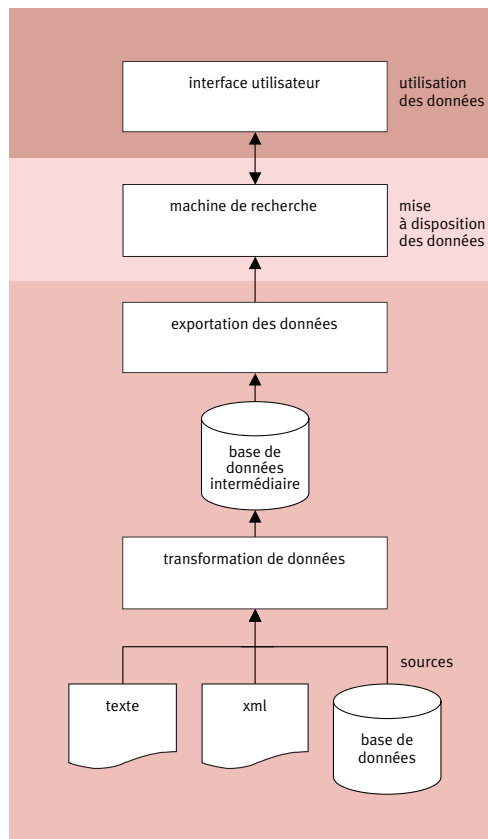 interface utilisateur
utilisation
des données
machine de recherche
mise
à disposition
des données
exportation des données
base de
données
intermédiaire
transformation de données
sources
texte
xml
base de
données